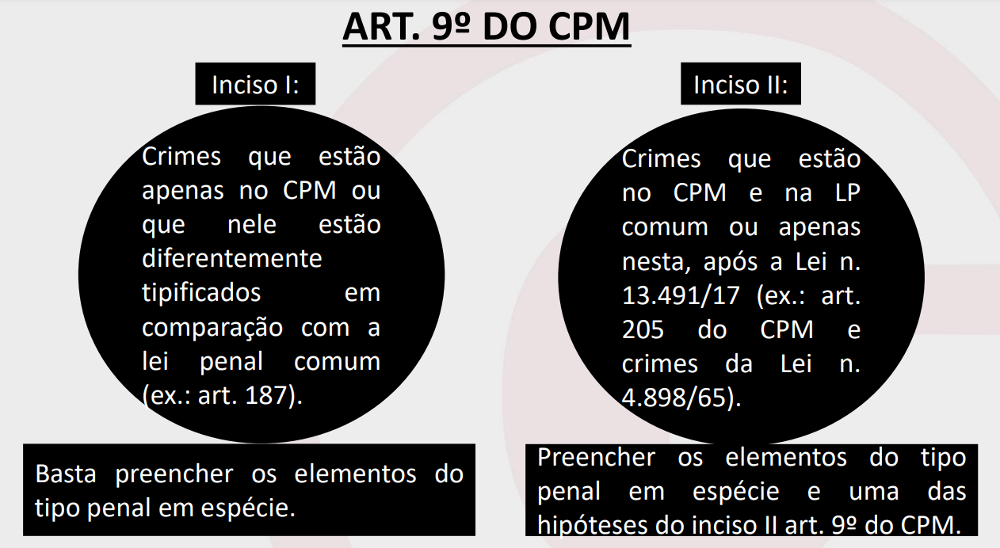 ART. 9º DO CPM
Inciso I:
Crimes que estão
apenas no CPM ou
que nele estão
diferentemente
tipificados em
comparação com a
lei penal comum
(ex.: art. 187).
Basta preencher os elementos do
tipo penal em espécie.
Inciso II:
Crimes que estão
no CPM e na LP
comum ou apenas
nesta, após a Lei n.
13.491/17 (ex.: art.
205 do CPM e
crimes da Lei n.
4.898/65).
Preencher os elementos do tipo
penal em espécie e uma das
hipóteses do inciso II art. 9º do CPM.